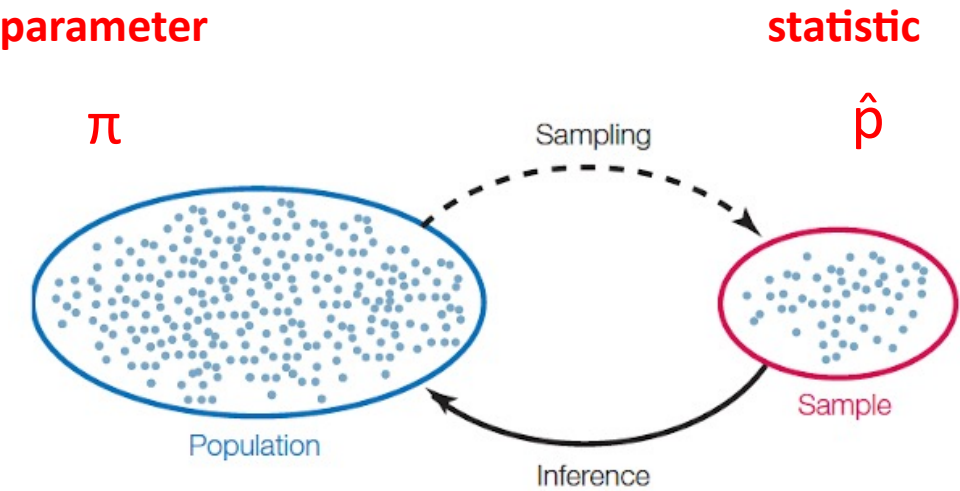 parameter
statistic
π
p̂
Sampling
Population
Sample
Inference